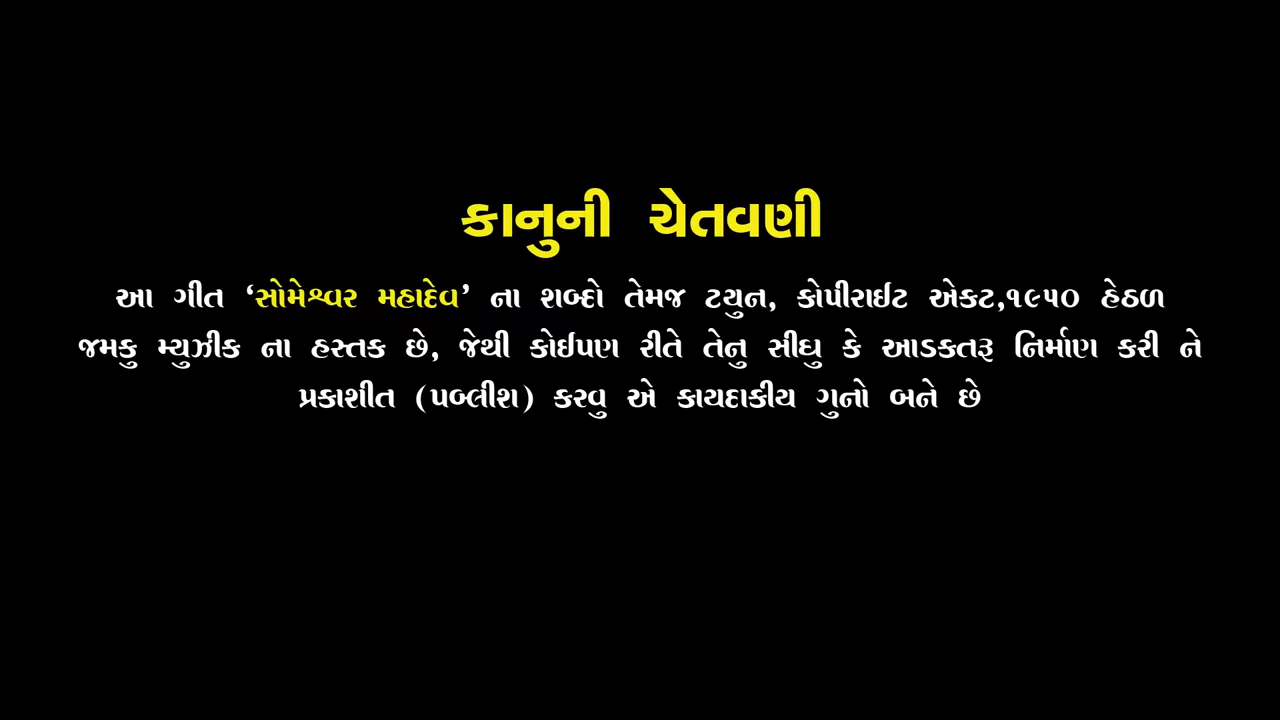 કાનુની ચેતવણી
આ ગીત ‘સોમેશ્વર મહાદેવ’ ના શબ્દો તેમજ ટયુન, કોપીરાઈટ એકટ,૧૯૫૦ હેઠળ
જમકુ મ્યુઝીક ના હસ્તક છે, જેથી કોઈપણ રીતે તેનુ સીધુ કે આડકતરૂ નિર્માણ કરી ને
પ્રકાશીત (પબ્લીશ) કરવુ એ કાયદાકીય ગુનો બને છે